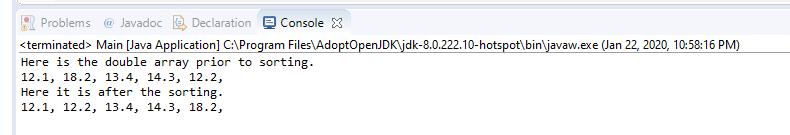 Problems @ Javadoc Declaration Console
<terminated> Main [Java Application] C:\Program Files\AdoptOpenJDK\jdk-8.0.222.10-hotspot\bin\javaw.exe (Jan 22, 2020, 10:58:16 PM)
Here is the double array prior to sorting.
12.1, 18.2, 13.4, 14.3, 12.2,
Here it is after the sorting.
12.1, 12.2, 13.4, 14.3, 18.2,